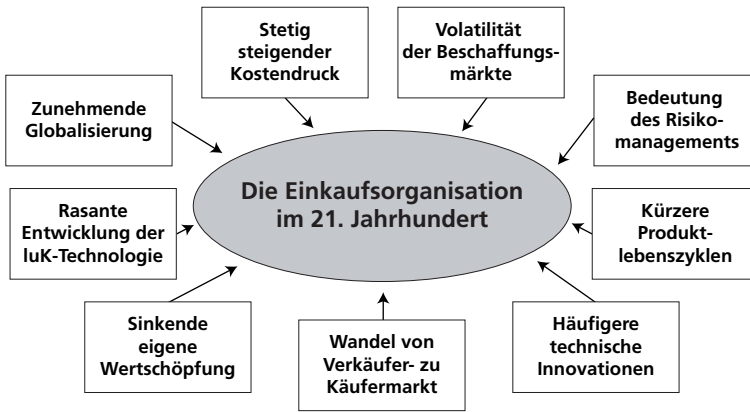 Stetig
steigender
Kostendruck
Volatilität
der Beschaffungs-
märkte
Zunehmende
Globalisierung
Bedeutung
des Risiko-
managements
Die Einkaufsorganisation
im 21. Jahrhundert
Rasante
Entwicklung der
IuK-Technologie
Kürzere
Produkt-
lebenszyklen
Sinkende
eigene
Wertschöpfung
Wandel von
Verkäufer- zu
Käufermarkt
Häufigere
technische
Innovationen